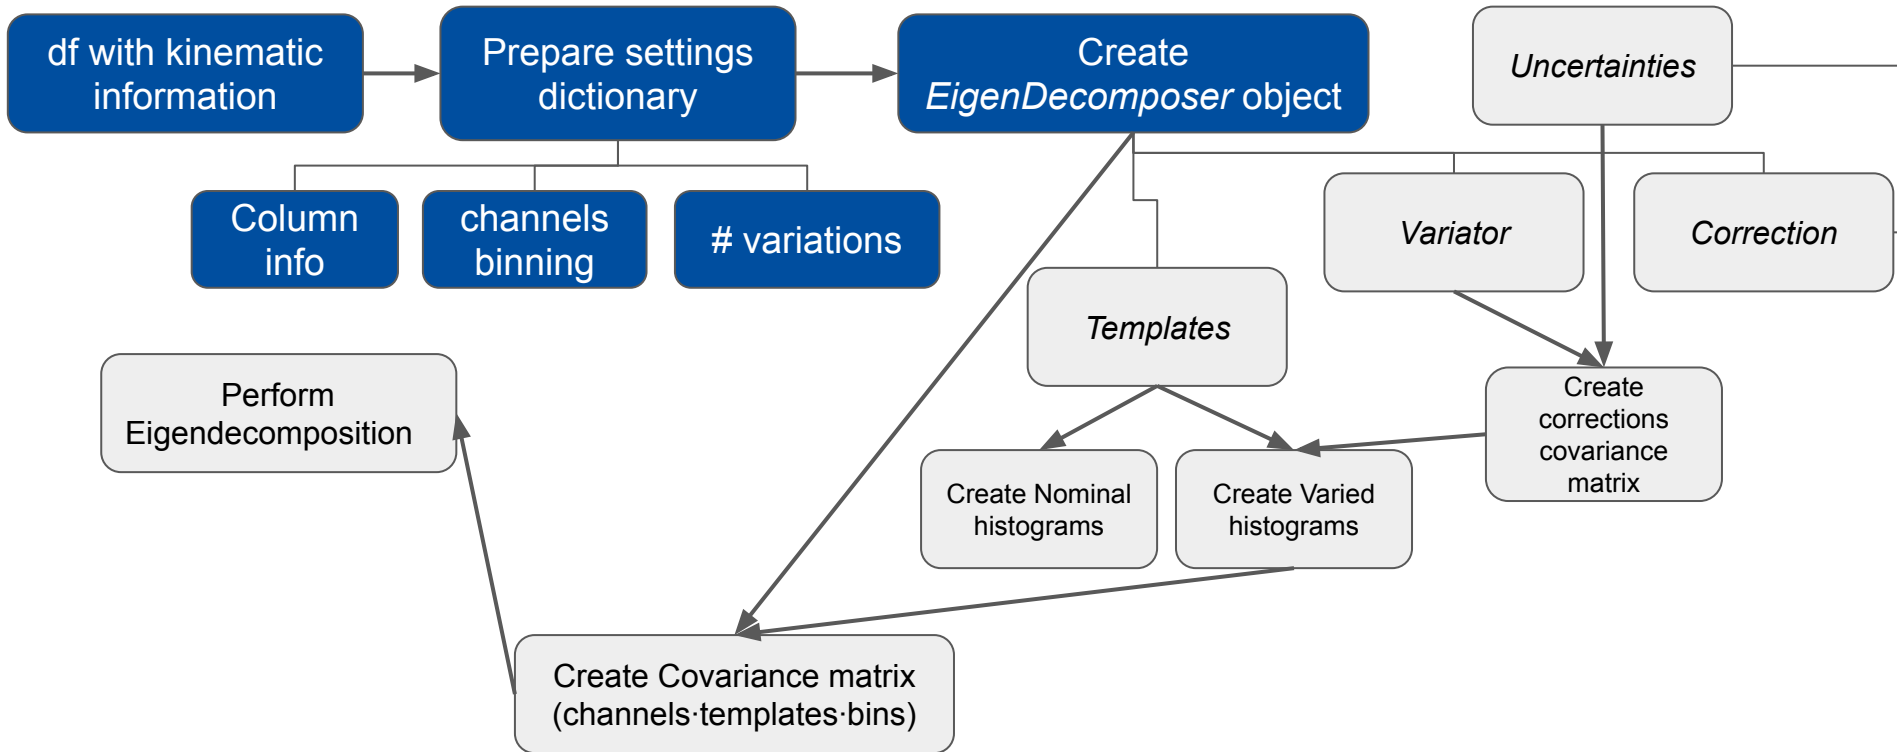 df with kinematic
information
Prepare settings
dictionary
Create
EigenDecomposer object
Uncertainties
Column
info
channels
binning
# variations
Variator
Correction
Templates
Perform
Eigendecomposition
Create
corrections
covariance
matrix
Create Nominal
histograms
Create Varied
histograms
Create Covariance matrix
(channels·templates·bins)